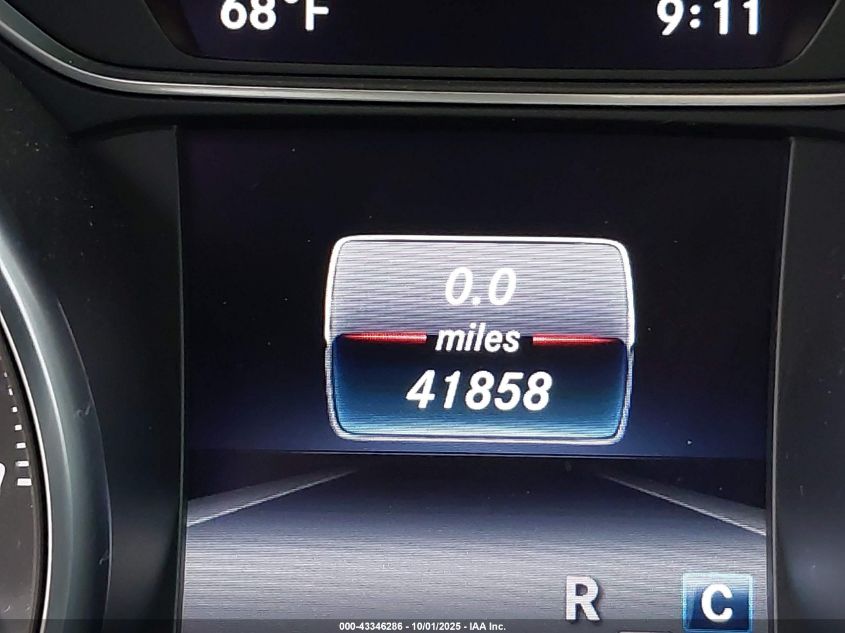 68°F 9:11
0.0
miles
41858
R C
000-43346286 - 10/01/2025 - IAA Inc.